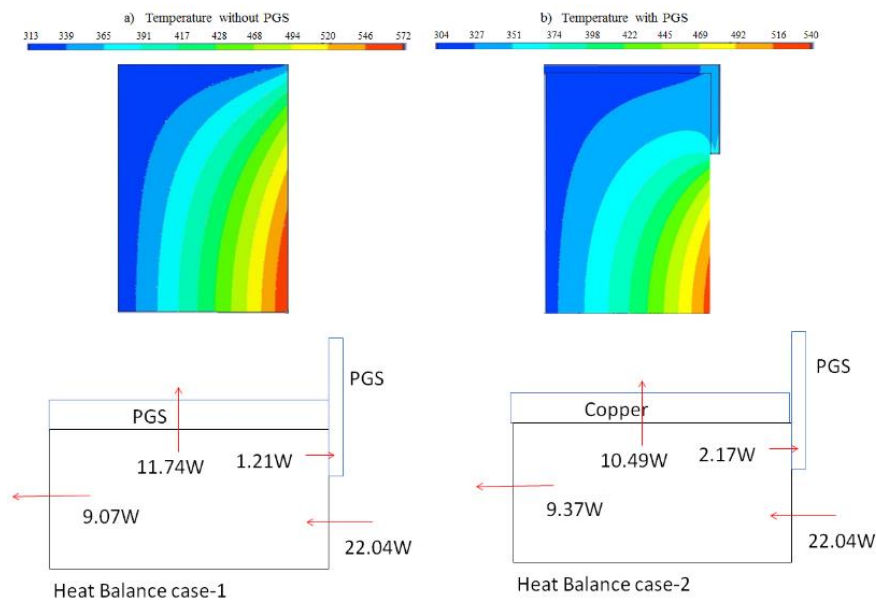 a) Temperature without PGS
b) Temperature with PGS
313 339 365 391 417 428 468 494 520 546 572
304 327 351 374 398 422 445 469 492 516 540
PGS
PGS
11.74W
1.21W
9.07W
22.04W
Heat Balance case-1
PGS
Copper
10.49W
2.17W
9.37W
22.04W
Heat Balance case-2